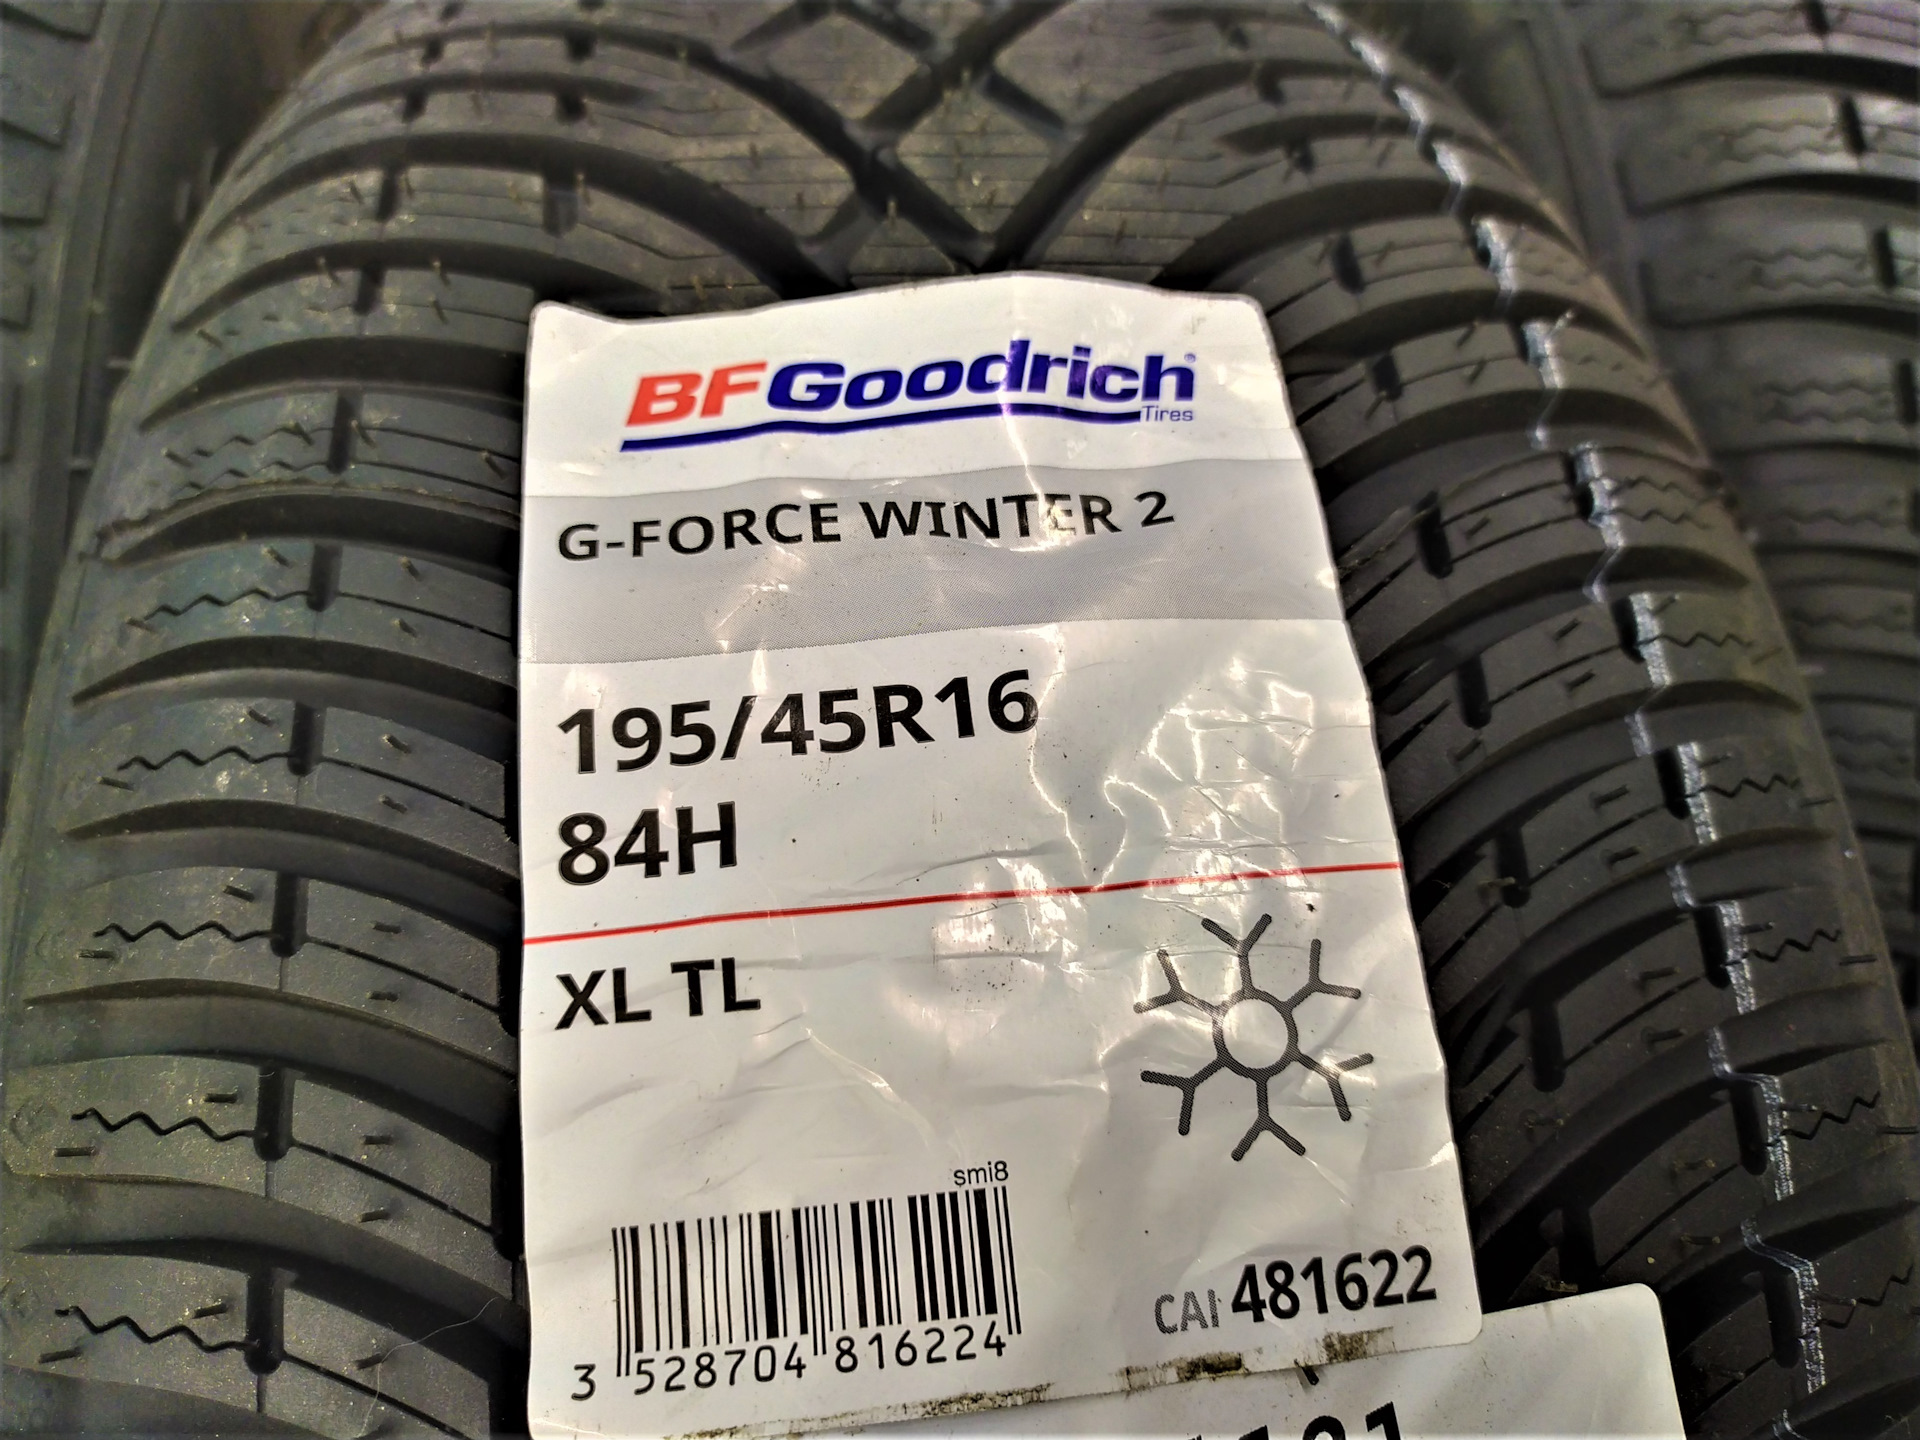 BFGoodrich®
Tires
G-FORCE WINTER 2
195/45R16
84H
XL TL
smi8
3 528704 816224
CAI 481622